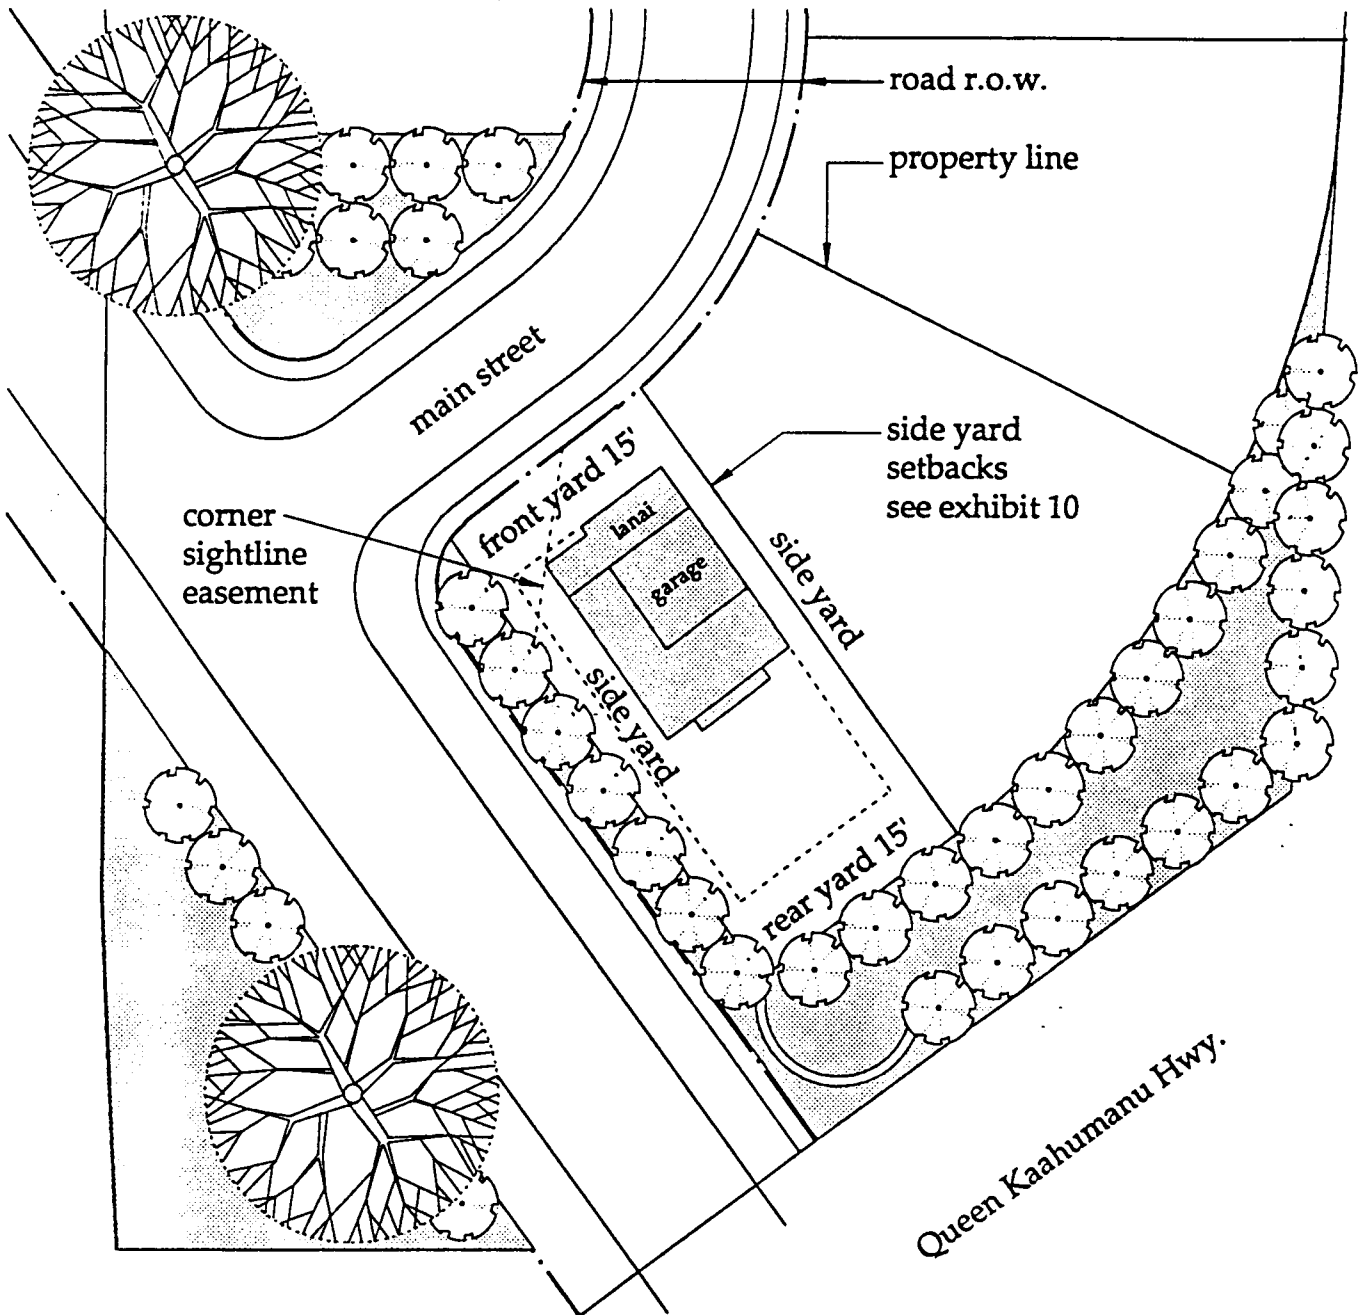 road r.o.w.
property line
main street
side yard
setbacks
see exhibit 10
front yard 15'
lanai
garage
side yard
corner
sightline
easement
side yard
rear yard 15'
Queen Kaahumanu Hwy.